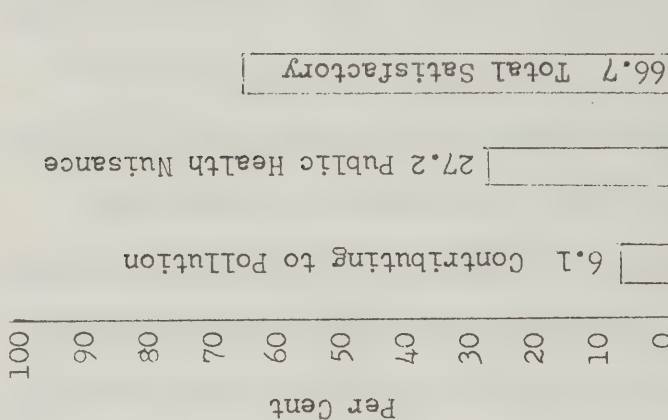 Per Cent
0 10 20 30 40 50 60 70 80 90 100
6.1 Contributing to Pollution
27.2 Public Health Nuisance
66.7 Total Satisfactory